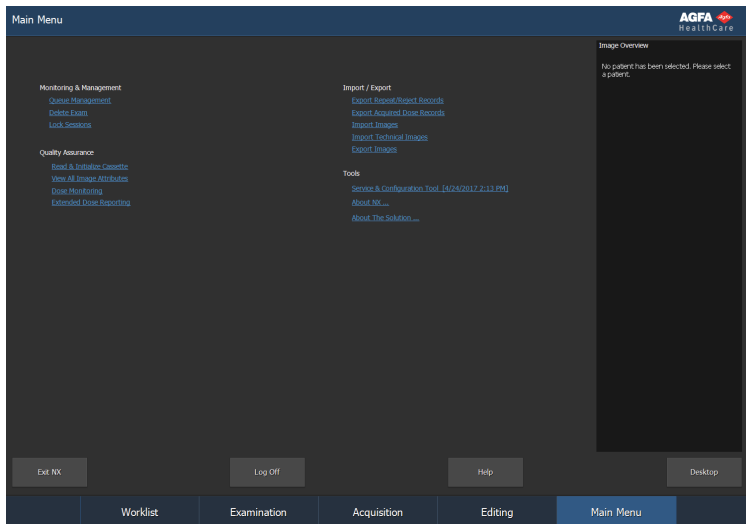 Main Menu
AGFA
HealthCare
Image Overview
No patient has been selected. Please select
a patient.
Monitoring & Management
Queue Management
Delete Exam
Lock Sessions
Quality Assurance
Read & Initialize Cassette
View All Image Attributes
Dose Monitoring
Extended Dose Reporting
Import / Export
Export Repeat/Reject Records
Export Acquired Dose Records
Import Images
Import Technical Images
Export Images
Tools
Service & Configuration Tool [4/24/2017 2:13 PM]
About NX ...
About The Solution ...
Exit NX
Log Off
Help
Desktop
Worklist
Examination
Acquisition
Editing
Main Menu